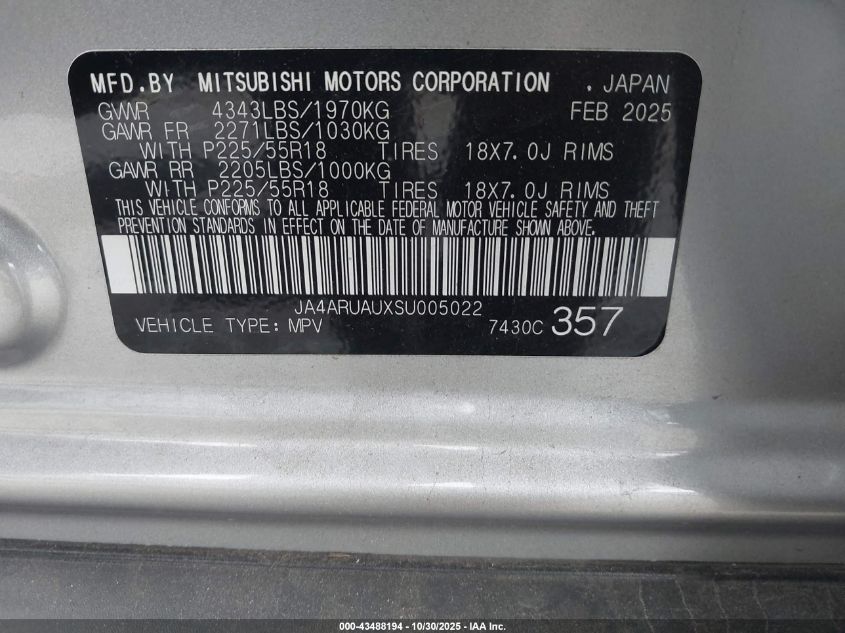 MFD.BY MITSUBISHI MOTORS CORPORATION . JAPAN
GVWR 4343LBS/1970KG FEB 2025
GAWR FR 2271LBS/1030KG
WITH P225/55R18 TIRES 18X7.0J RIMS
GAWR RR 2205LBS/1000KG
WITH P225/55R18 TIRES 18X7.0J RIMS
THIS VEHICLE CONFORMS TO ALL APPLICABLE FEDERAL MOTOR VEHICLE SAFETY AND THEFT
PREVENTION STANDARDS IN EFFECT ON THE DATE OF MANUFACTURE SHOWN ABOVE.
JA4ARUAUXSU005022
VEHICLE TYPE: MPV 7430C 357
000-43488194 - 10/30/2025 - IAA Inc.